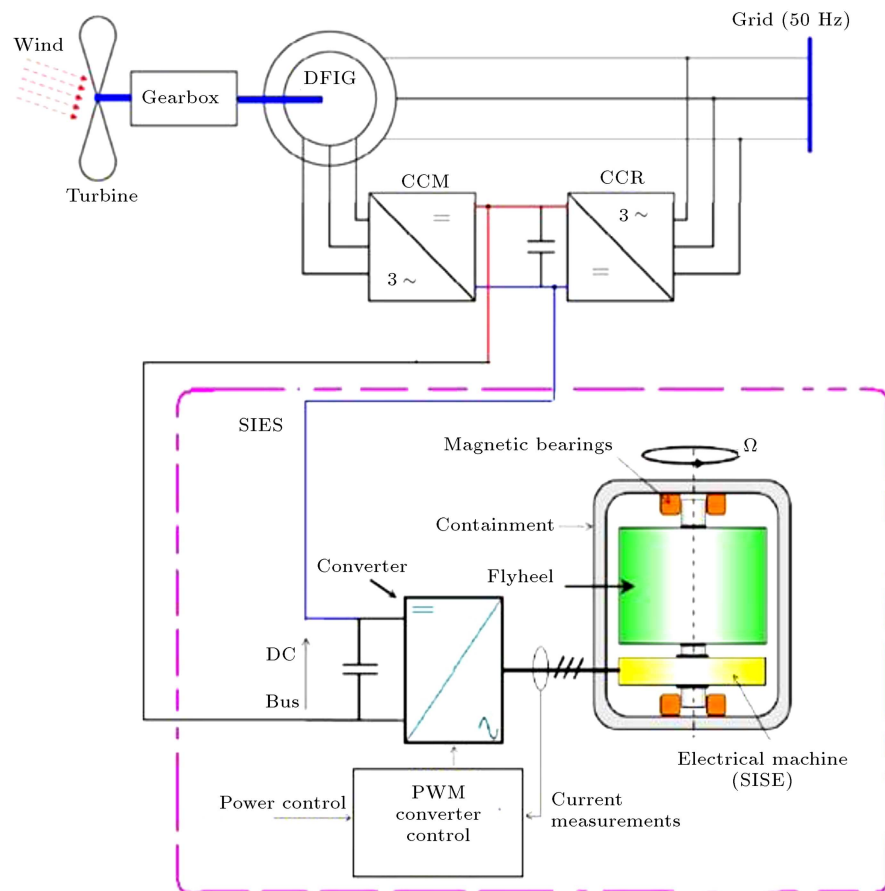 Grid (50 Hz)
Wind
DFIG
Gearbox
Turbine
CCM
CCR
=
3 ~
3 ~
=
SIES
Magnetic bearings
Ω
Containment
Converter
Flyheel
DC
Bus
Electrical machine
(SISE)
Power control
PWM
converter
control
Current
measurements